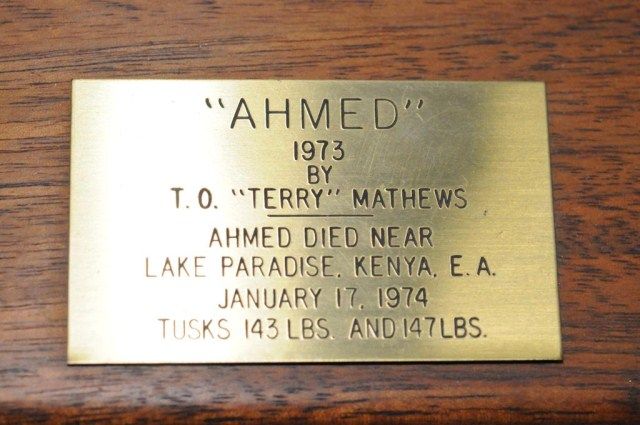 "AHMED"
1973
BY
T. O. "TERRY" MATHEWS
AHMED DIED NEAR
LAKE PARADISE, KENYA, E. A.
JANUARY 17, 1974
TUSKS 143 LBS. AND 147 LBS.